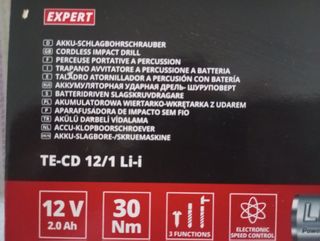 EXPERT
D AKKU-SCHLAGBOHRSCHRAUBER
GB CORDLESS IMPACT DRILL
F PERCEUSE PORTATIVE A PERCUSSION
I TRAPANO AVVITATORE A PERCUSSIONE A BATTERIA
E TALADRO ATORNILLADOR A PERCUSIÓN CON BATERÍA
RUS АККУМУЛЯТОРНАЯ УДАРНАЯ ДРЕЛЬ- ШУРУПОВЕРТ
S BATTERIDRIVEN SLAGSKRUVDRAGARE
PL AKUMULATOROWA WIERTARKO-WKRETARKA Z UDAREM
P APARAFUSADORA DE IMPACTO SEM FIO
TR AKÜLÜ DARBELİ VİDALAMA
NL ACCU-KLOPBOORSCHROEVER
N AKKU-SLAGBORE-/SKRUEMASKINE
TE-CD 12/1 Li-i
12 V
2.0 Ah
30
Nm
3 FUNCTIONS
ELECTRONIC
SPEED CONTROL
Power